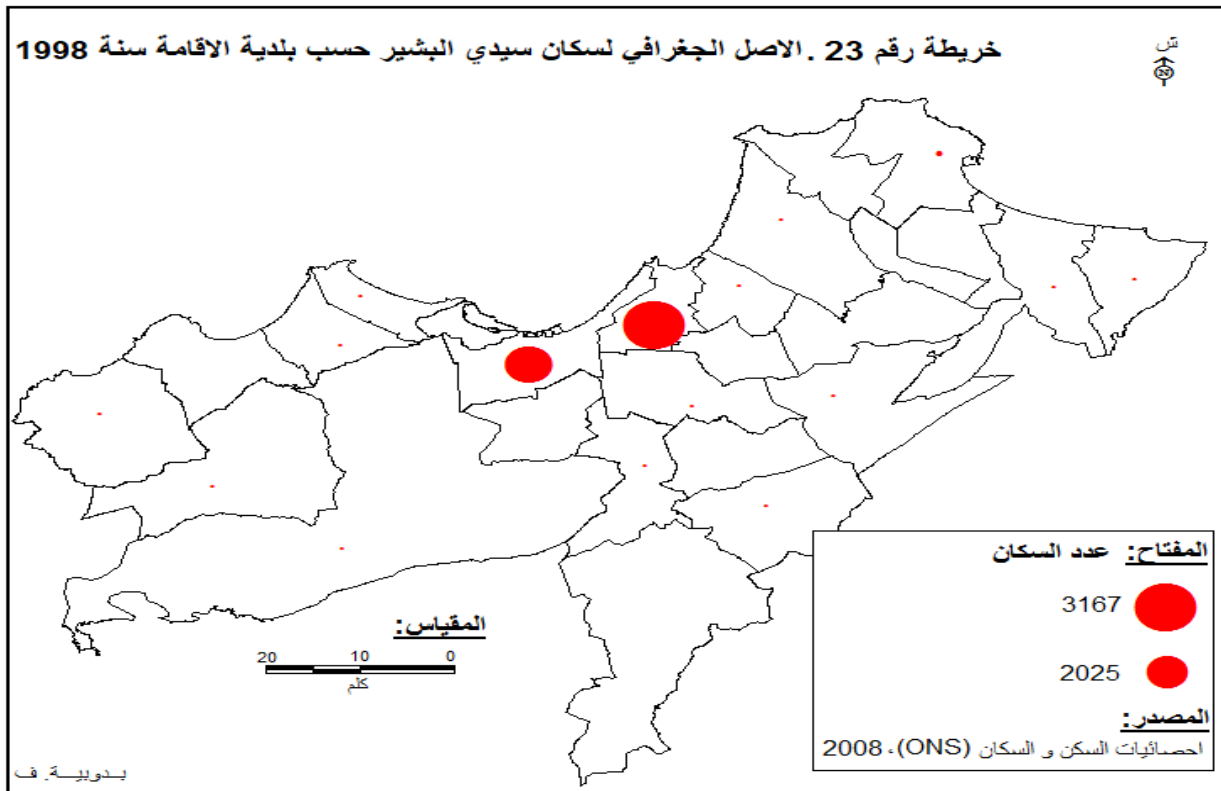 خريطة رقم 23 . الاصل الجغرافي لسكان سيدي البشير حسب بلدية الاقامة سنة 1998
ش
N
المفتاح: عدد السكان
3167
2025
المصدر:
احصائيات السكن و السكان (ONS)، 2008
المقياس:
20 10 0
كلم
بـدوبيـــة. ف